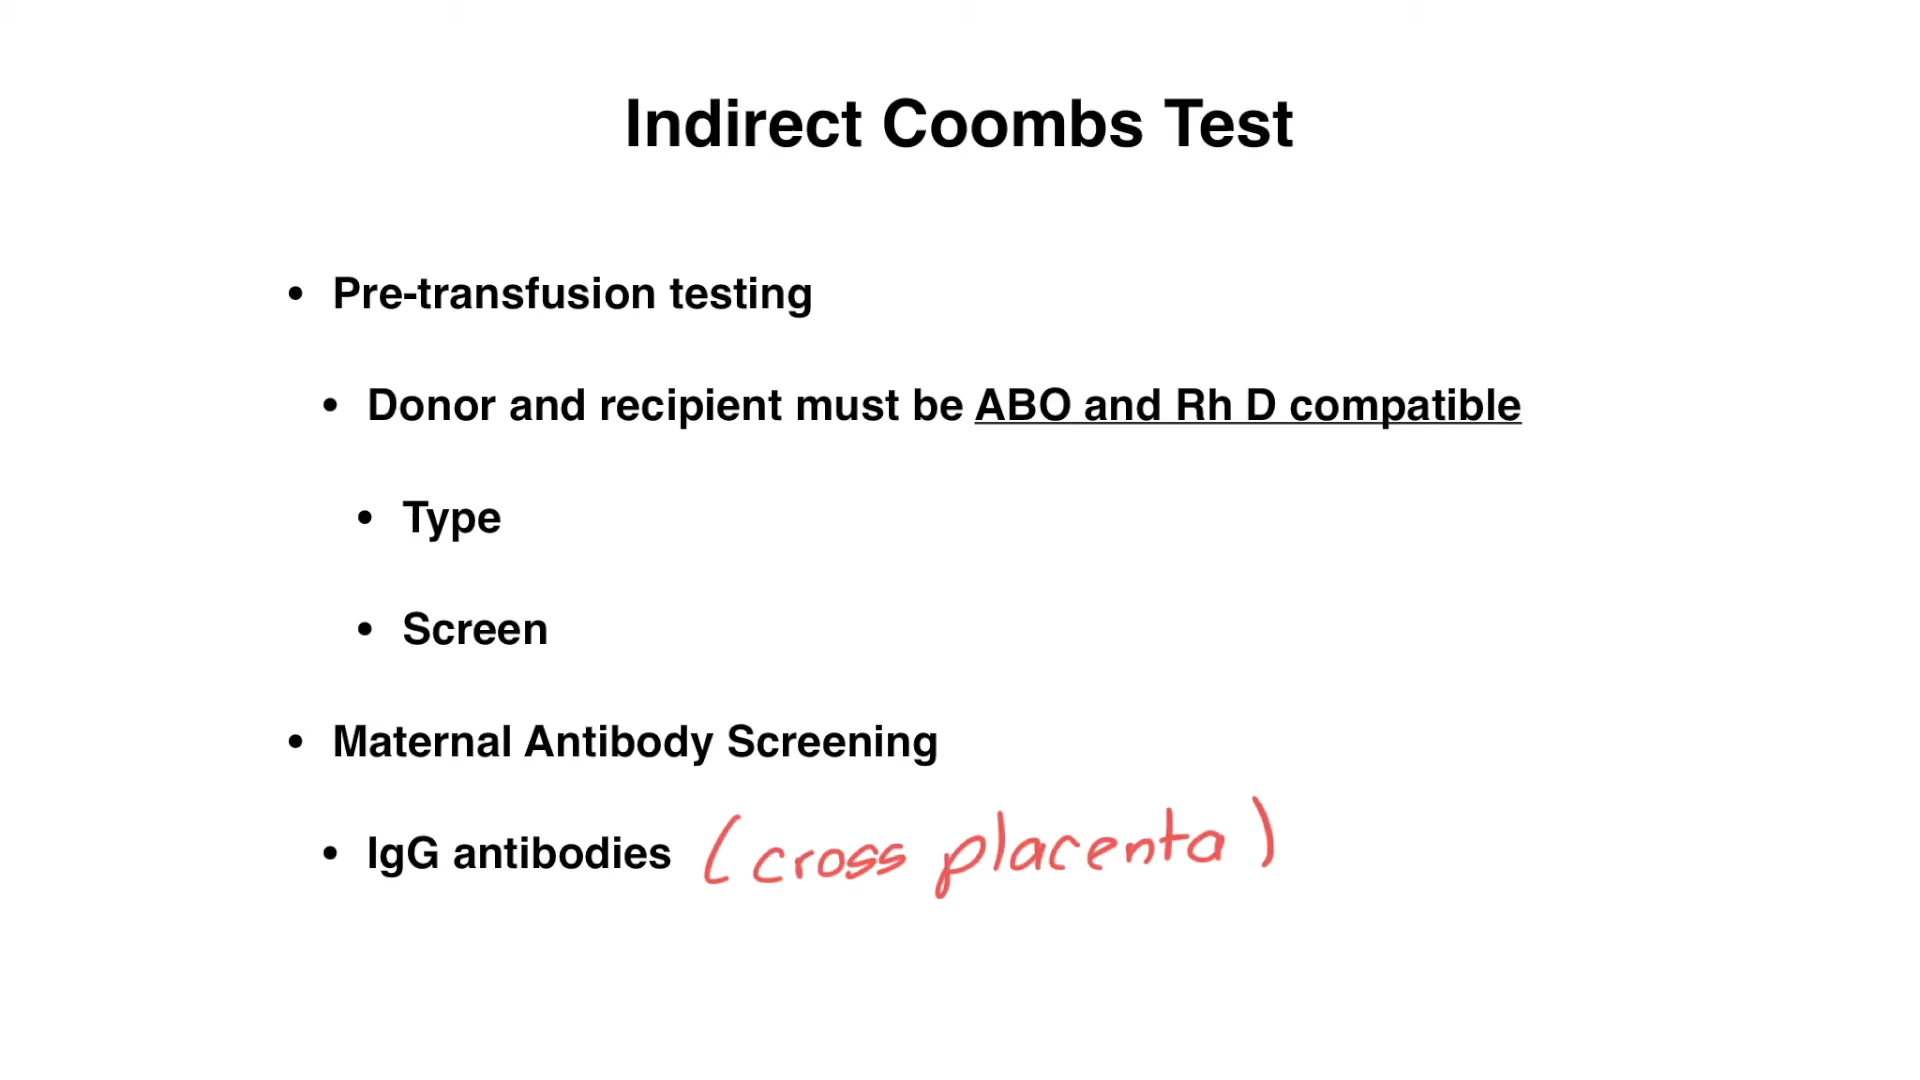 Indirect Coombs Test
• Pre-transfusion testing
• Donor and recipient must be ABO and Rh D compatible
• Type
• Screen
• Maternal Antibody Screening
• IgG antibodies (cross placenta)